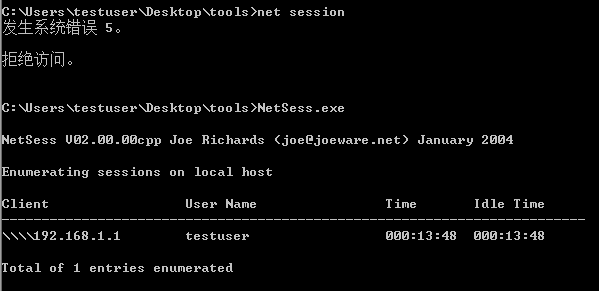 C:\Users\testuser\Desktop\tools>net session
发生系统错误 5。
拒绝访问。
C:\Users\testuser\Desktop\tools>NetSess.exe
NetSess V02.00.00cpp Joe Richards (joe@joeware.net) January 2004
Enumerating sessions on local host
Client User Name Time Idle Time
---------------------------------------------------------------------------
\\\\192.168.1.1 testuser 000:13:48 000:13:48
Total of 1 entries enumerated